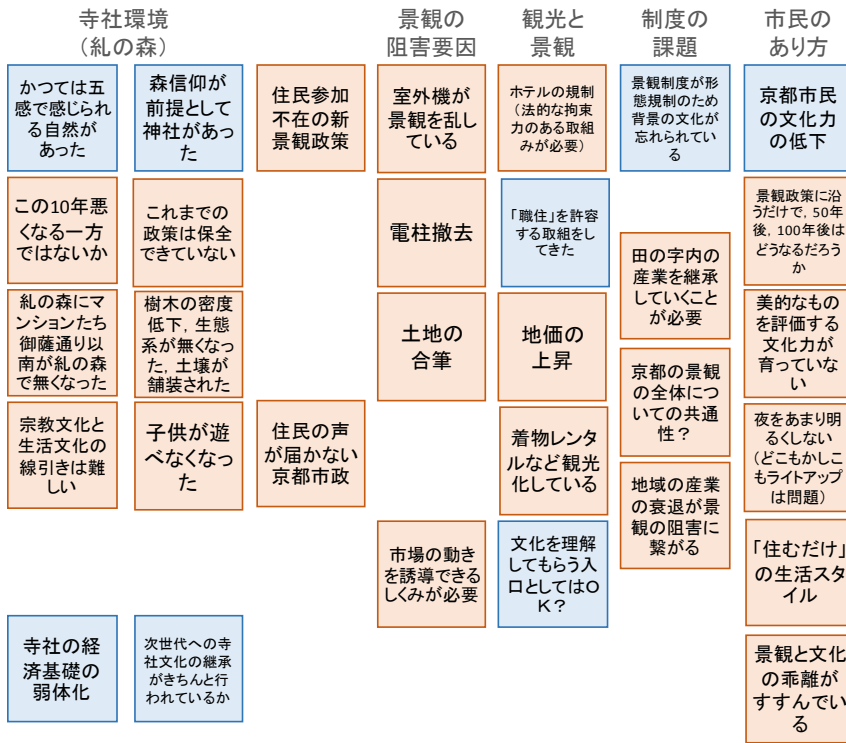 寺社環境
（糺の森）
景観の
阻害要因
観光と
景観
制度の
課題
市民の
あり方
かつては五
感で感じられ
る自然が
あった
森信仰が
前提として
神社があっ
た
住民参加
不在の新
景観政策
室外機が
景観を乱し
ている
ホテルの規制
（法的な拘束
力のある取組
みが必要）
景観制度が形
態規制のため
背景の文化が
忘れられてい
る
京都市民
の文化力
の低下
この10年悪
くなる一方
ではないか
これまでの
政策は保全
できていない
電柱撤去
「職住」を許容
する取組をし
てきた
田の字内の
産業を継承
していくこと
が必要
景観政策に沿
うだけで，50年
後，100年後は
どうなるだろう
か
糺の森にマ
ンションたち
御薩通り以
南が糺の森
で無くなった
樹木の密度
低下，生態
系が無くなっ
た，土壌が
舗装された
土地の
合筆
地価の
上昇
京都の景観
の全体につ
いての共通
性？
美的なもの
を評価する
文化力が
育っていな
い
宗教文化と
生活文化の
線引きは難
しい
子供が遊
べなくなっ
た
住民の声
が届かない
京都市政
着物レンタ
ルなど観光
化している
地域の産業
の衰退が景
観の阻害に
繋がる
夜をあまり明
るくしない
（どこもかしこ
もライトアップ
は問題）
市場の動き
を誘導できる
しくみが必要
文化を理解
してもらう入
口としてはＯ
Ｋ？
「住むだけ」
の生活スタ
イル
寺社の経
済基礎の
弱体化
次世代への寺
社文化の継承
がきちんと行
われているか
景観と文化
の乖離が
すすんでい
る